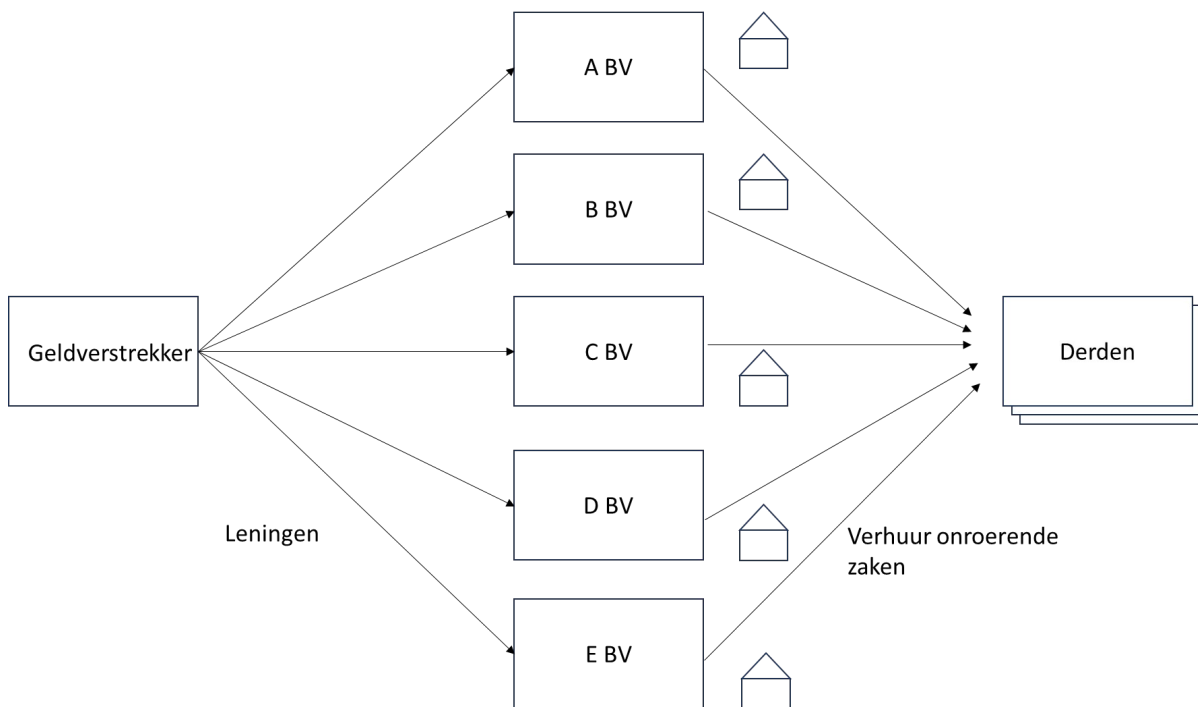 A BV
B BV
Geldverstrekker
C BV
Derden
D BV
Leningen
Verhuur onroerende
zaken
E BV